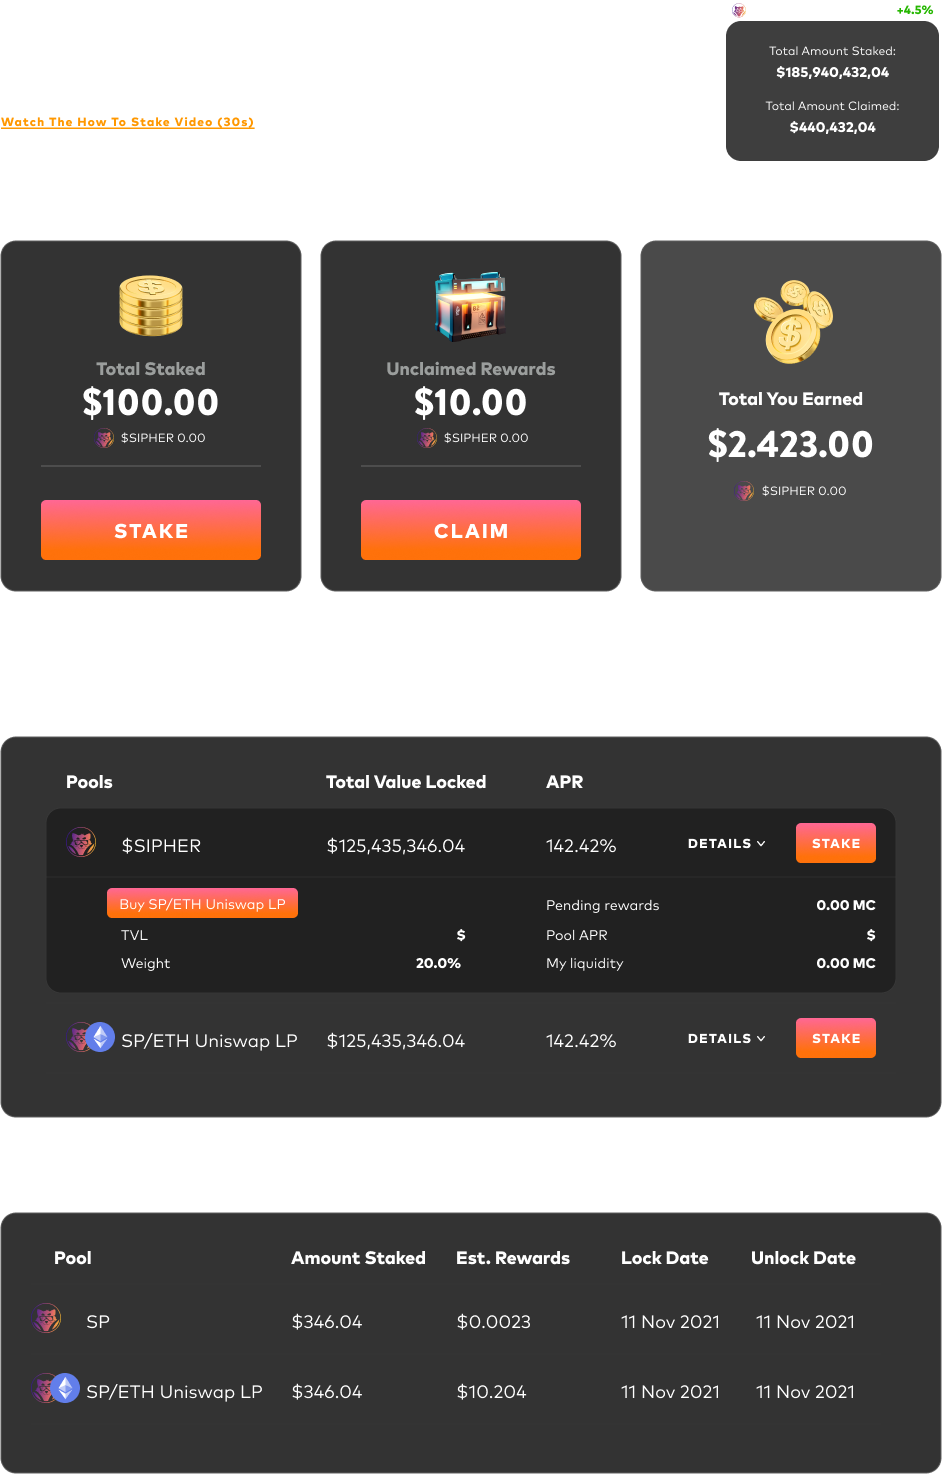 +4.5%
Total Amount Staked:
$185,940,432,04
Total Amount Claimed:
$440,432,04
Watch The How To Stake Video (30s)
Total Staked
$100.00
$SIPHER 0.00
STAKE
Unclaimed Rewards
$10.00
$SIPHER 0.00
CLAIM
Total You Earned
$2.423.00
$SIPHER 0.00
Pools Total Value Locked APR
$SIPHER $125,435,346.04 142.42% DETAILS STAKE
Buy SP/ETH Uniswap LP Pending rewards 0.00 MC
TVL $ Pool APR $
Weight 20.0% My liquidity 0.00 MC
SP/ETH Uniswap LP $125,435,346.04 142.42% DETAILS STAKE
Pool Amount Staked Est. Rewards Lock Date Unlock Date
SP $346.04 $0.0023 11 Nov 2021 11 Nov 2021
SP/ETH Uniswap LP $346.04 $10.204 11 Nov 2021 11 Nov 2021